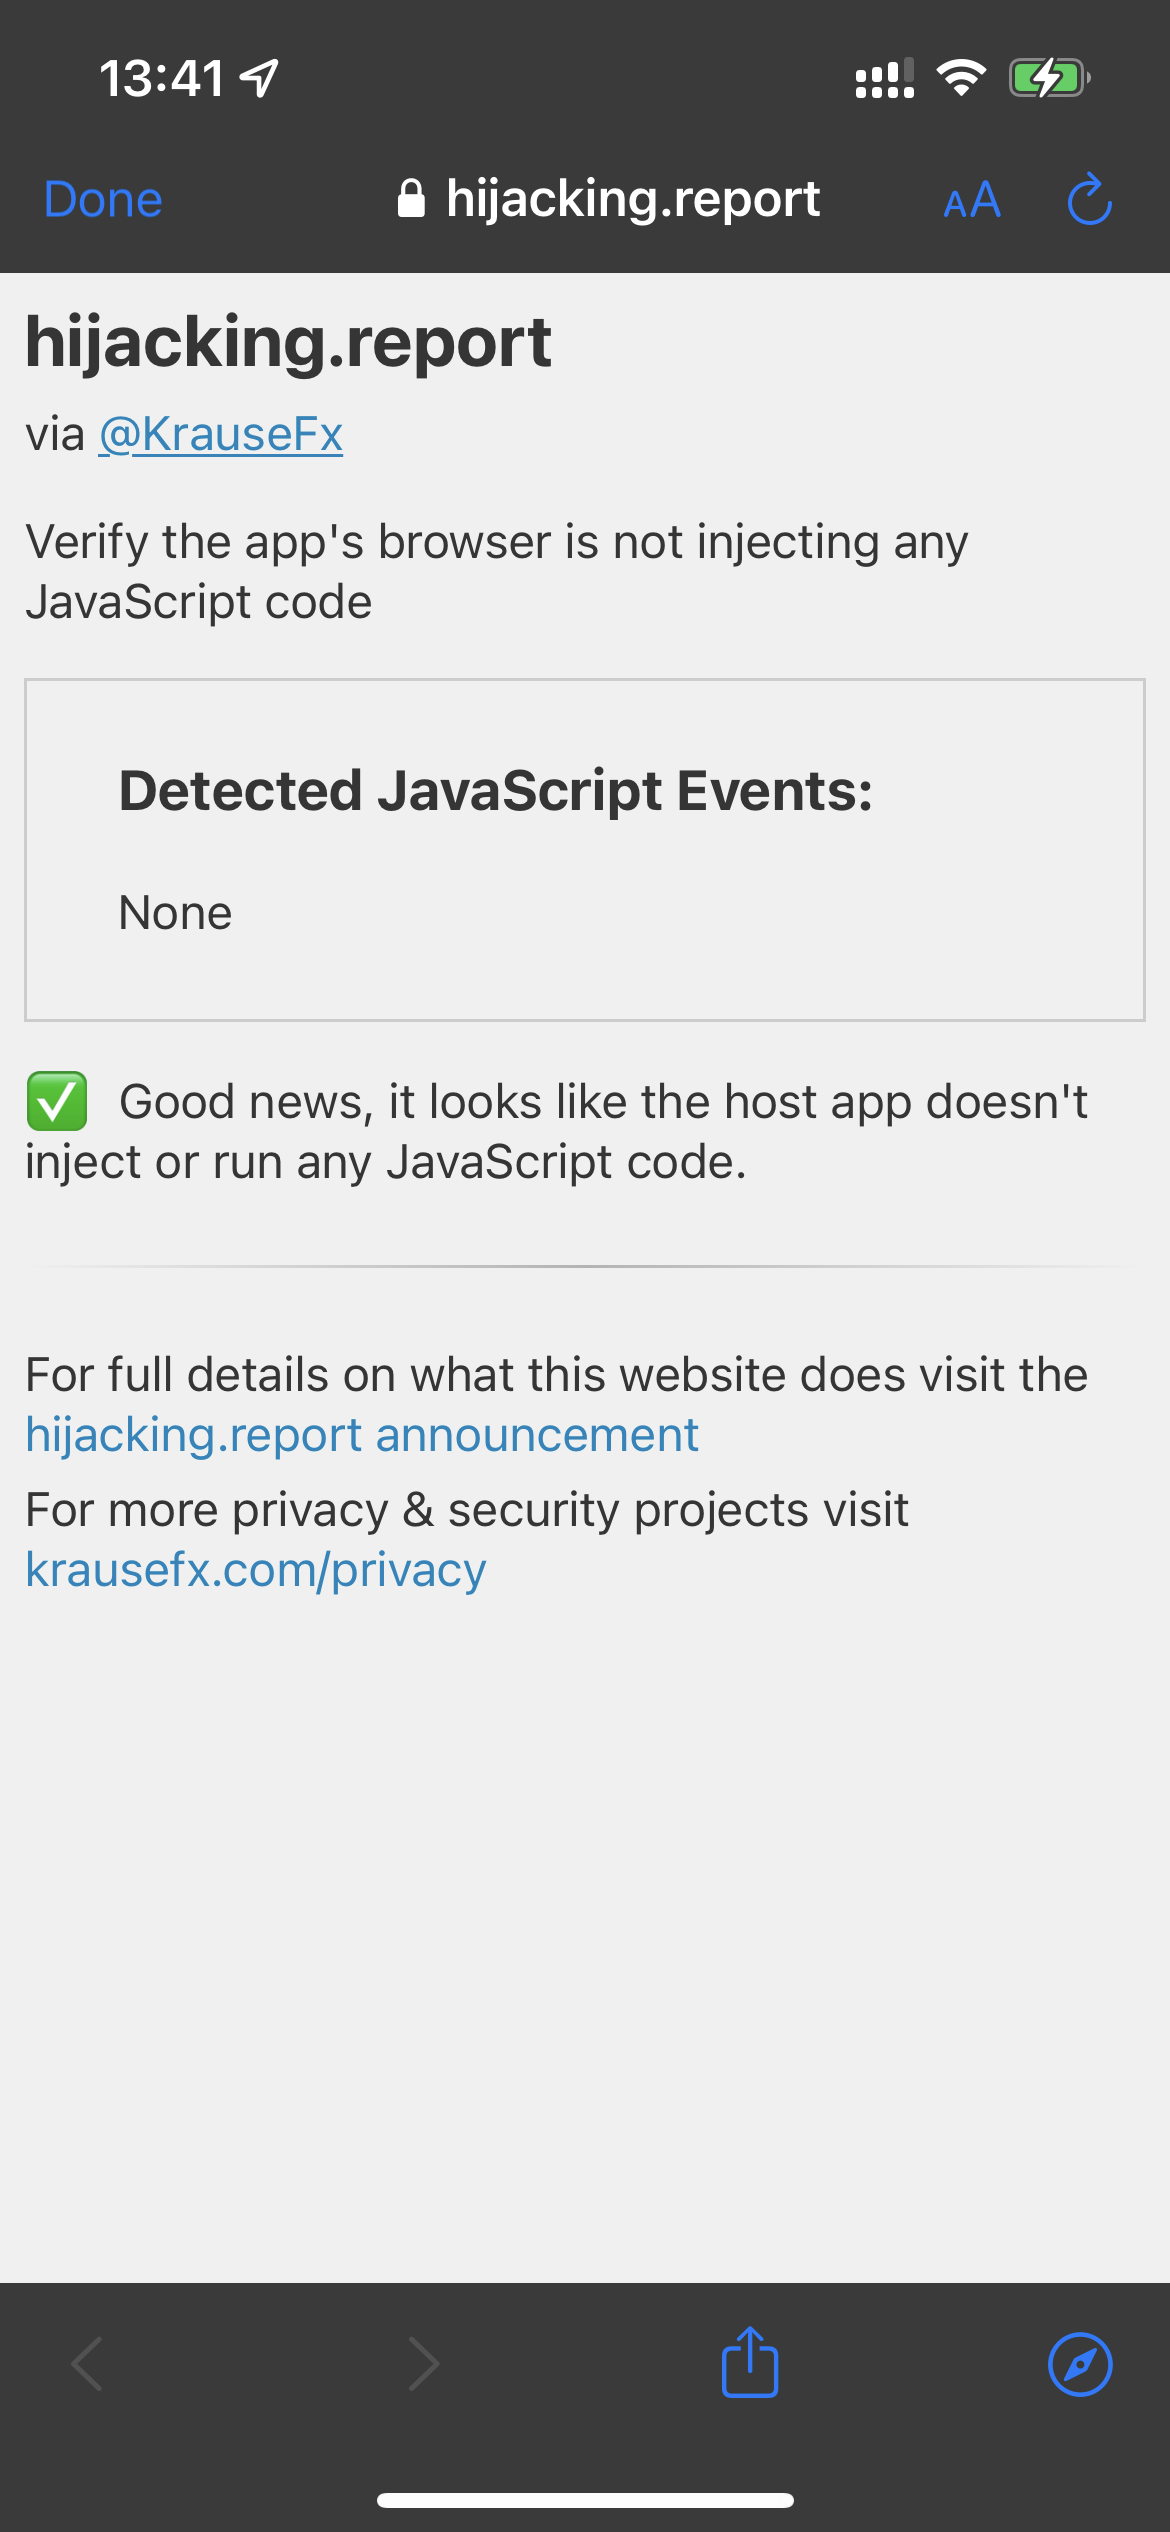 13:41
Done
hijacking.report
AA
hijacking.report
via @KrauseFx
Verify the app's browser is not injecting any
JavaScript code
Detected JavaScript Events:
None
✅ Good news, it looks like the host app doesn't
inject or run any JavaScript code.
For full details on what this website does visit the
hijacking.report announcement
For more privacy & security projects visit
krausefx.com/privacy